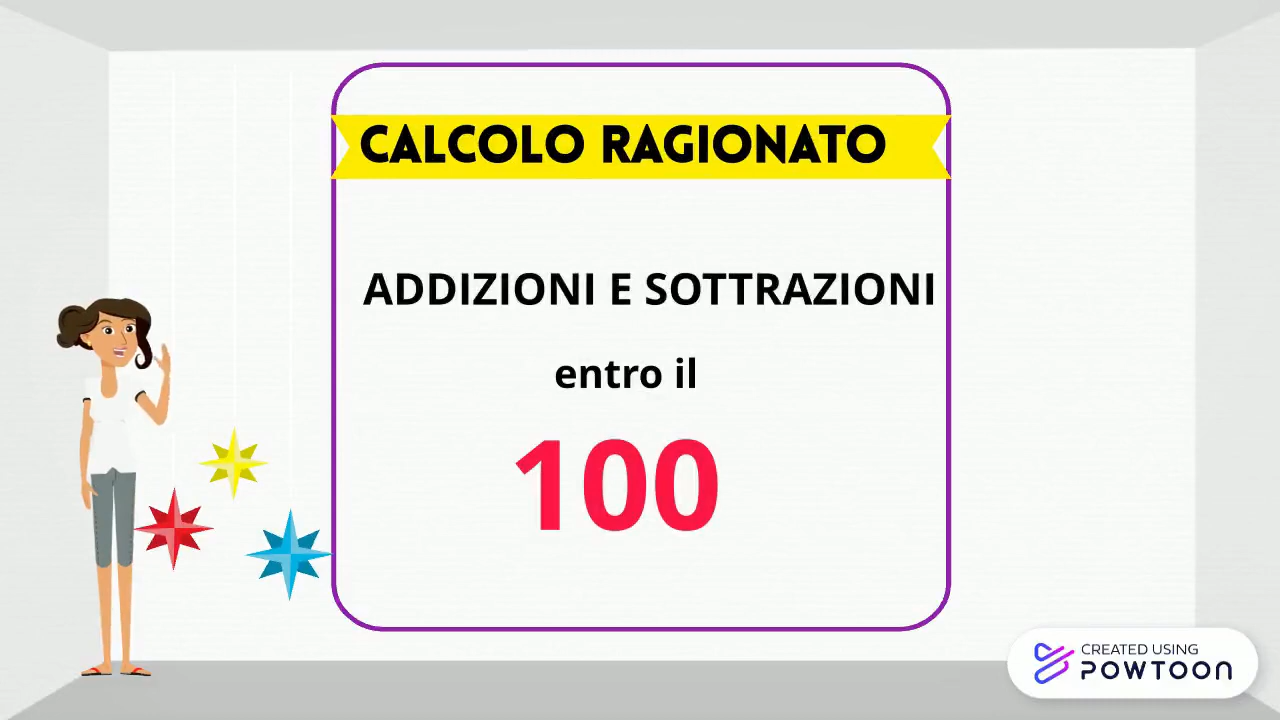 CALCOLO RAGIONATO
ADDIZIONI E SOTTRAZIONI
entro il
100
CREATED USING
POWTOON